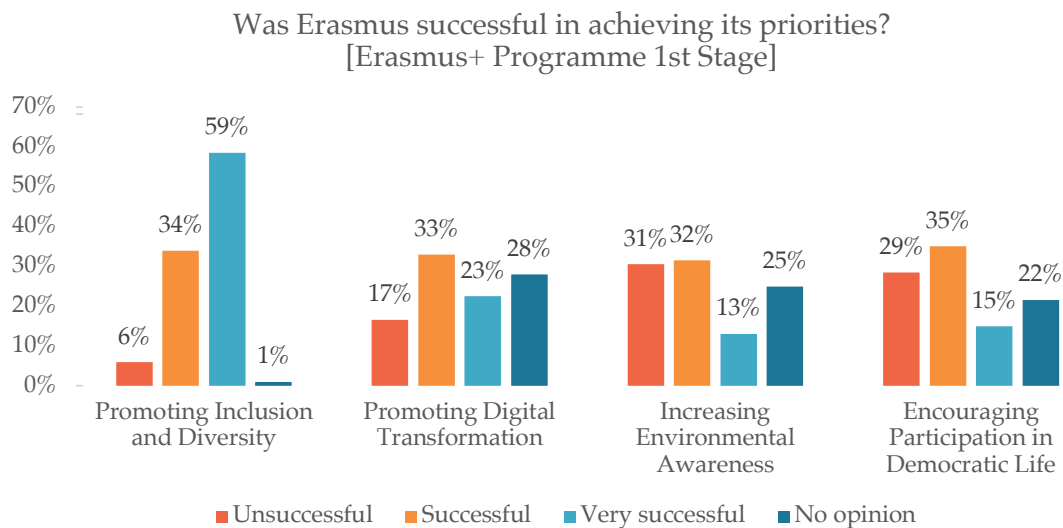 Was Erasmus successful in achieving its priorities?
[Erasmus+ Programme 1st Stage]
70%
60%
50%
40%
30%
20%
10%
0%
6%
34%
59%
1%
17%
33%
23%
28%
31%
32%
13%
25%
29%
35%
15%
22%
Promoting Inclusion
and Diversity
Promoting Digital
Transformation
Increasing
Environmental
Awareness
Encouraging
Participation in
Democratic Life
Unsuccessful
Successful
Very successful
No opinion